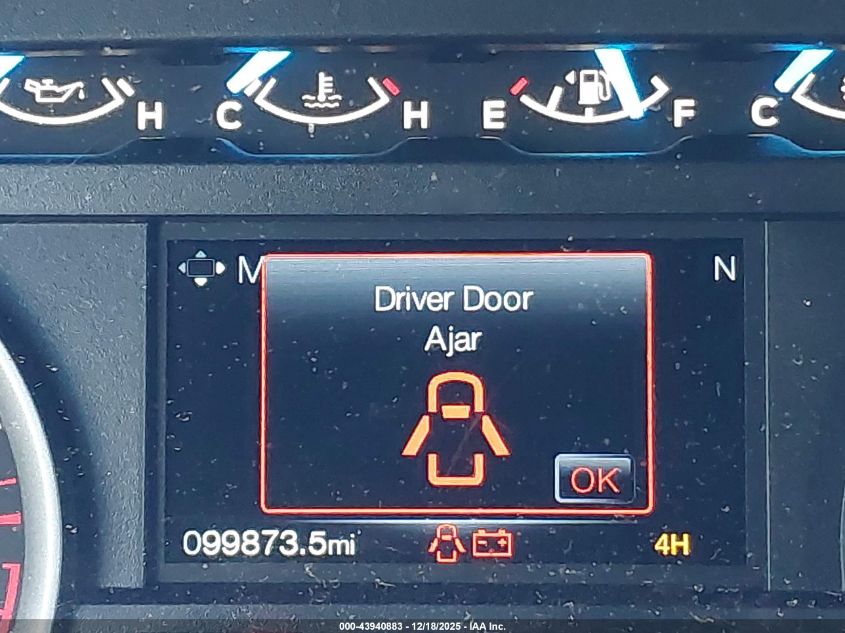 H C H E F C
M N
Driver Door
Ajar
OK
099873.5mi 4H
000-43940883 - 12/18/2025 - IAA Inc.